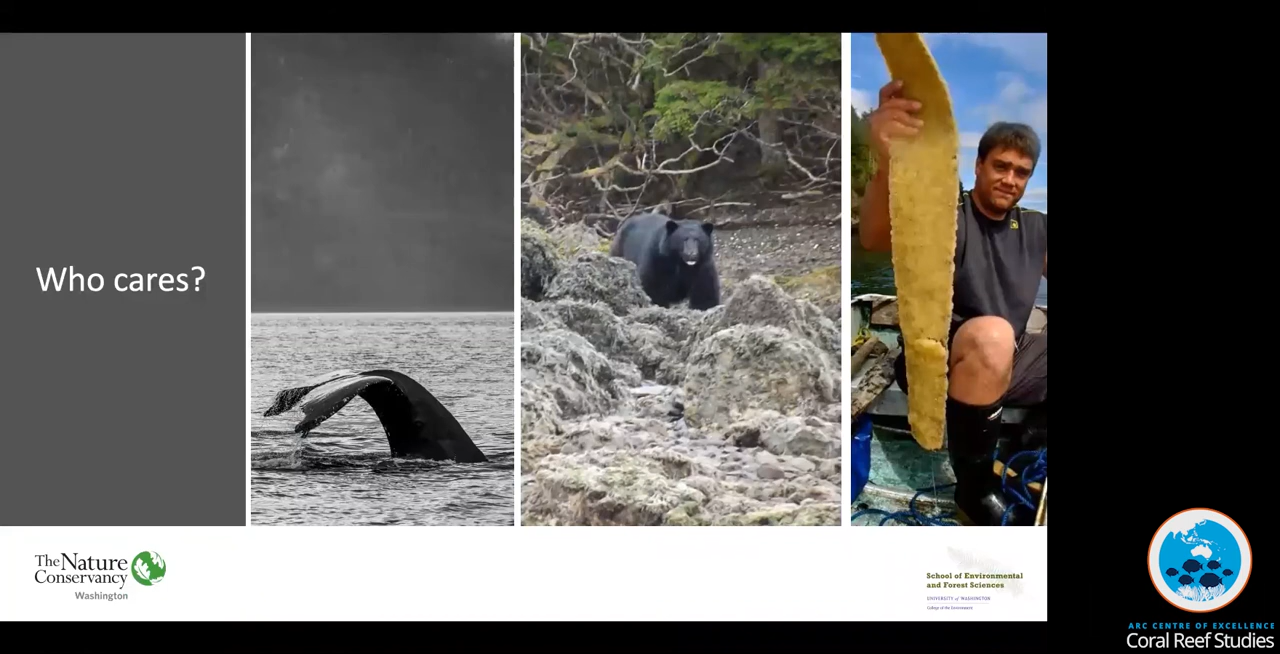 Who cares?
The Nature
Conservancy
Washington
School of Environmental
and Forest Sciences
UNIVERSITY of WASHINGTON
College of the Environment
ARC CENTRE OF EXCELLENCE
Coral Reef Studies